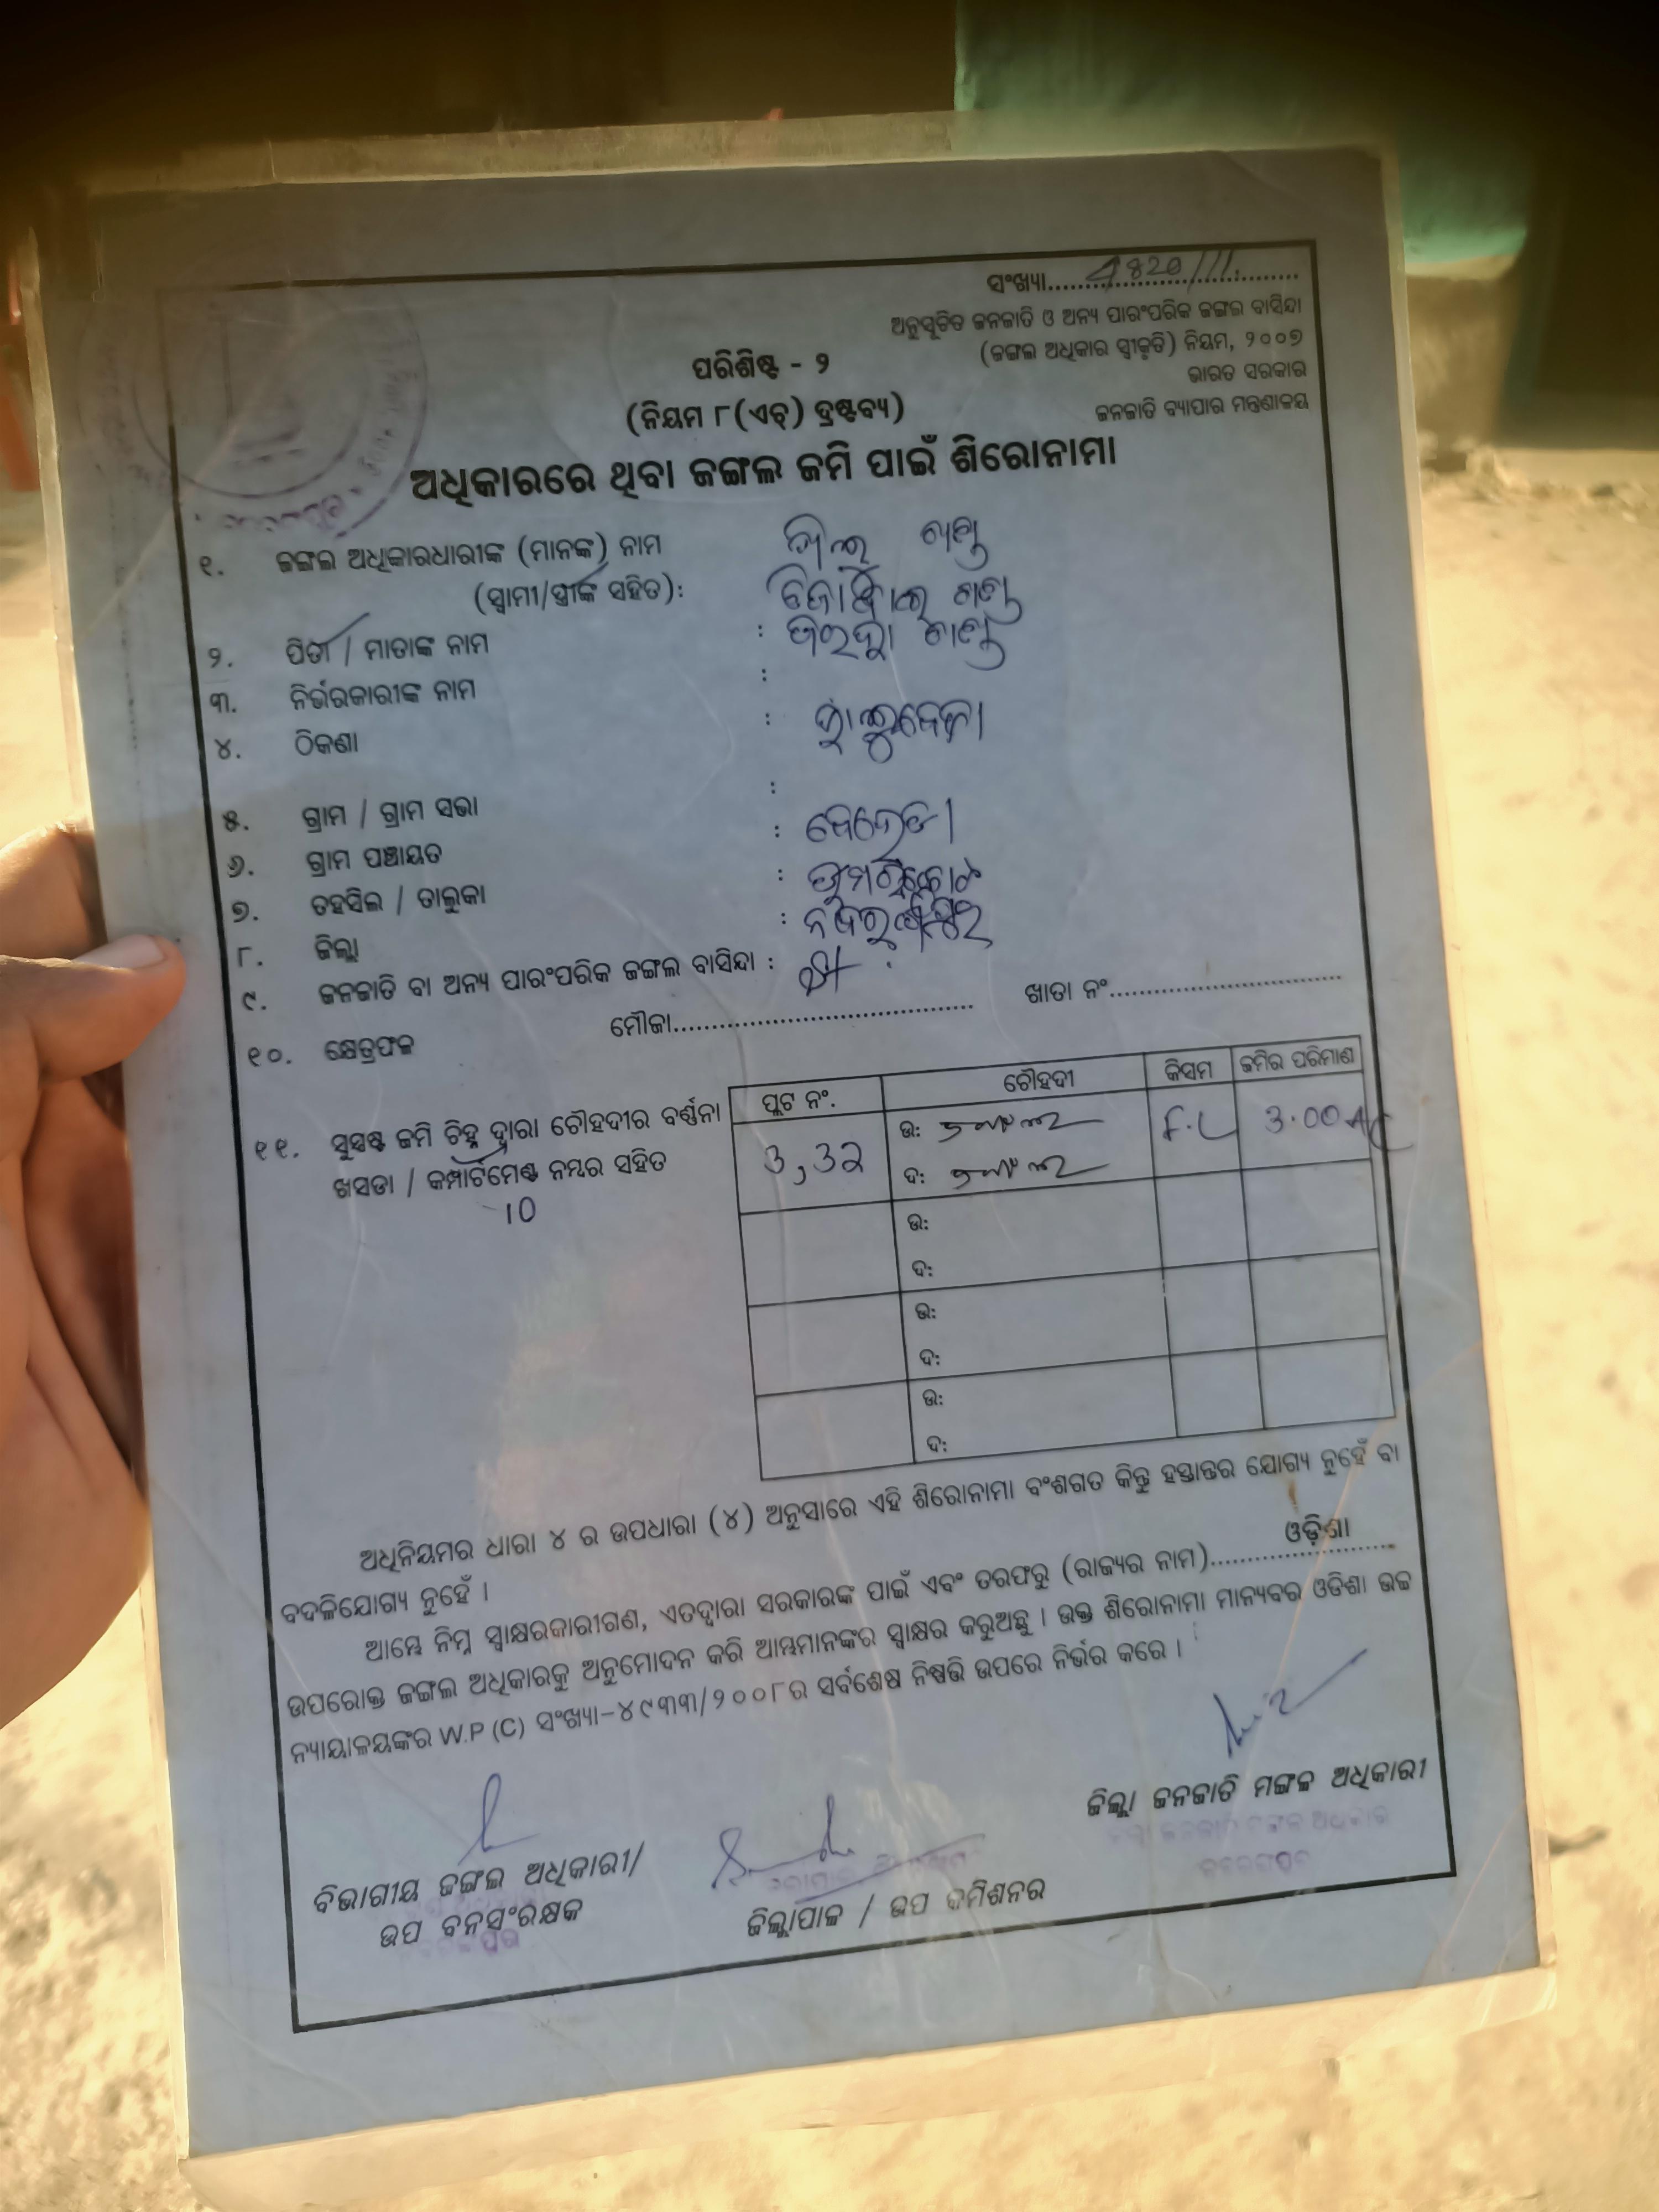 ସଂଖ୍ୟା.....4820/111...........
ଅନୁସୂଚିତ ଜନଜାତି ଓ ଅନ୍ୟ ପାରଂପରିକ ଜଙ୍ଗଲ ବାସିନ୍ଦା
(ଜଙ୍ଗଲ ଅଧିକାର ସ୍ୱୀକୃତି) ନିୟମ, ୨୦୦୭
ଭାରତ ସରକାର
ଜନଜାତି ବ୍ୟାପାର ମନ୍ତ୍ରଣାଳୟ
ପରିଶିଷ୍ଟ - ୨
(ନିୟମ ୮(ଏଚ୍) ଦ୍ରଷ୍ଟବ୍ୟ)
ଅଧିକାରରେ ଥିବା ଜଙ୍ଗଲ ଜମି ପାଇଁ ଶିରୋନାମା
୧. ଜଙ୍ଗଲ ଅଧିକାରଧାରୀଙ୍କ (ମାନଙ୍କ) ନାମ
(ସ୍ୱାମୀ/ସ୍ତ୍ରୀଙ୍କ ସହିତ):
୨. ପିତା / ମାତାଙ୍କ ନାମ :
୩. ନିର୍ଭରକାରୀଙ୍କ ନାମ :
୪. ଠିକଣା :
୫. ଗ୍ରାମ / ଗ୍ରାମ ସଭା :
୬. ଗ୍ରାମ ପଞ୍ଚାୟତ :
୭. ତହସିଲ / ତାଲୁକା : ଉମରକୋଟ
୮. ଜିଲ୍ଲା : ନବରଙ୍ଗପୁର
୯. ଜନଜାତି ବା ଅନ୍ୟ ପାରଂପରିକ ଜଙ୍ଗଲ ବାସିନ୍ଦା :
୧୦. କ୍ଷେତ୍ରଫଳ ମୌଜା.................... ଖାତା ନଂ....................
୧୧. ସୁସ୍ପଷ୍ଟ ଜମି ଚିହ୍ନ ଦ୍ୱାରା ଚୌହଦୀର ବର୍ଣ୍ଣନା
ଖସଡା / କମ୍ପାର୍ଟମେଣ୍ଟ ନମ୍ବର ସହିତ
10
ପ୍ଲଟ ନଂ. ଚୌହଦୀ କିସମ ଜମିର ପରିମାଣ
3,32 ଉ: F.L 3.00 AC
ଦ:
ଉ:
ଦ:
ଉ:
ଦ:
ଉ:
ଦ:
ଅଧିନିୟମର ଧାରା ୪ ର ଉପଧାରା (୪) ଅନୁସାରେ ଏହି ଶିରୋନାମା ବଂଶଗତ କିନ୍ତୁ ହସ୍ତାନ୍ତର ଯୋଗ୍ୟ ନୁହେଁ ବା
ବଦଳିଯୋଗ୍ୟ ନୁହେଁ ।
ଆମ୍ଭେ ନିମ୍ନ ସ୍ୱାକ୍ଷରକାରୀଗଣ, ଏତଦ୍ୱାରା ସରକାରଙ୍କ ପାଇଁ ଏବଂ ତରଫରୁ (ରାଜ୍ୟର ନାମ)......ଓଡ଼ିଶା......
ଉପରୋକ୍ତ ଜଙ୍ଗଲ ଅଧିକାରକୁ ଅନୁମୋଦନ କରି ଆମ୍ଭମାନଙ୍କର ସ୍ୱାକ୍ଷର କରୁଅଛୁ । ଉକ୍ତ ଶିରୋନାମା ମାନ୍ୟବର ଓଡିଶା ଉଚ୍ଚ
ନ୍ୟାୟାଳୟଙ୍କର W.P (C) ସଂଖ୍ୟା-୪୯୩୩/୨୦୦୮ର ସର୍ବଶେଷ ନିଷ୍ପତ୍ତି ଉପରେ ନିର୍ଭର କରେ ।
ବିଭାଗୀୟ ଜଙ୍ଗଲ ଅଧିକାରୀ/
ଉପ ବନସଂରକ୍ଷକ
ଜିଲ୍ଲାପାଳ / ଉପ କମିଶନର
ଜିଲ୍ଲା ଜନଜାତି ମଙ୍ଗଳ ଅଧିକାରୀ